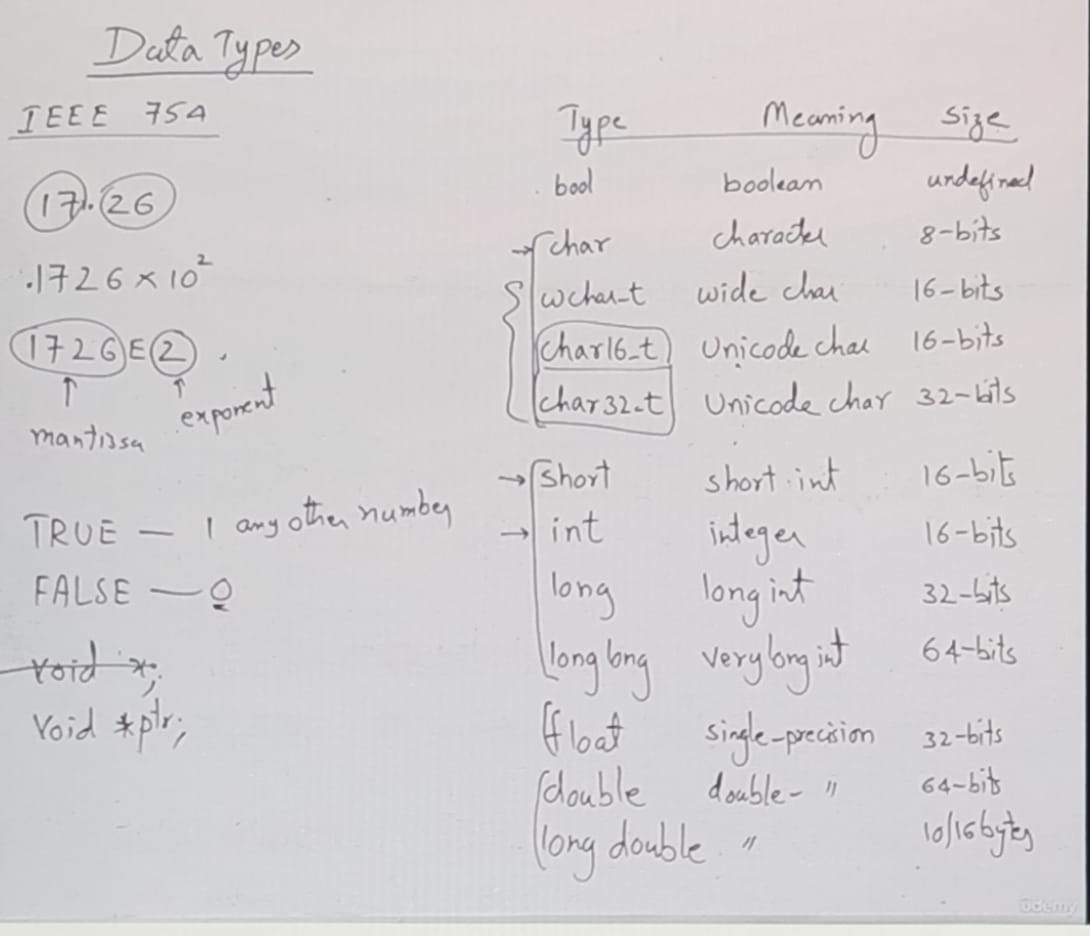 Data Types
IEEE 754
17.26
.1726 × 10²
1726 E 2 .
mantissa
exponent
TRUE — 1 any other number
FALSE — 0
void x;
void *ptr;
Type Meaning Size
bool boolean undefined
char character 8-bits
wchar_t wide char 16-bits
char16_t Unicode char 16-bits
char32_t Unicode char 32-bits
short short int 16-bits
int integer 16-bits
long long int 32-bits
long long very long int 64-bits
float single-precision 32-bits
double double- " 64-bits
long double " 10/16 bytes
udemy